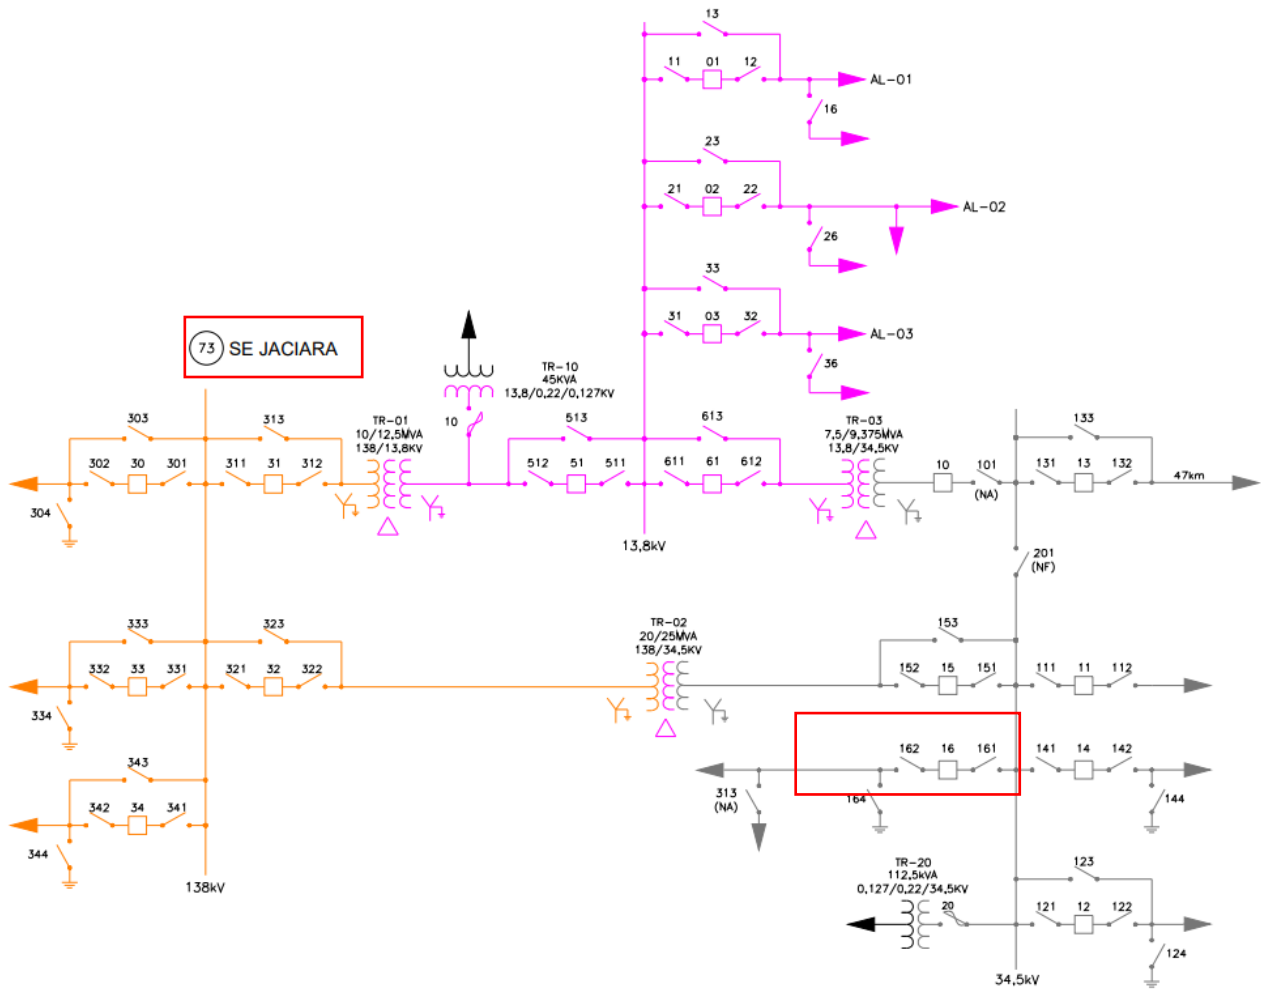 13
11 01 12
AL-01
16
23
21 02 22
AL-02
26
33
31 03 32
AL-03
36
73 SE JACIARA
TR-10
45KVA
13,8/0,22/0,127KV
10
303
302 30 301
304
313
311 31 312
TR-01
10/12,5MVA
138/13,8KV
513
512 51 511
613
611 61 612
13,8kV
TR-03
7,5/9,375MVA
13,8/34,5KV
10 101
(NA)
133
131 13 132
47km
201
(NF)
333
332 33 331
334
323
321 32 322
TR-02
20/25MVA
138/34,5KV
153
152 15 151
111 11 112
343
342 34 341
344
138kV
313
(NA)
162 16 161
164
141 14 142
144
TR-20
112,5kVA
0,127/0,22/34,5KV
20
123
121 12 122
124
34,5kV